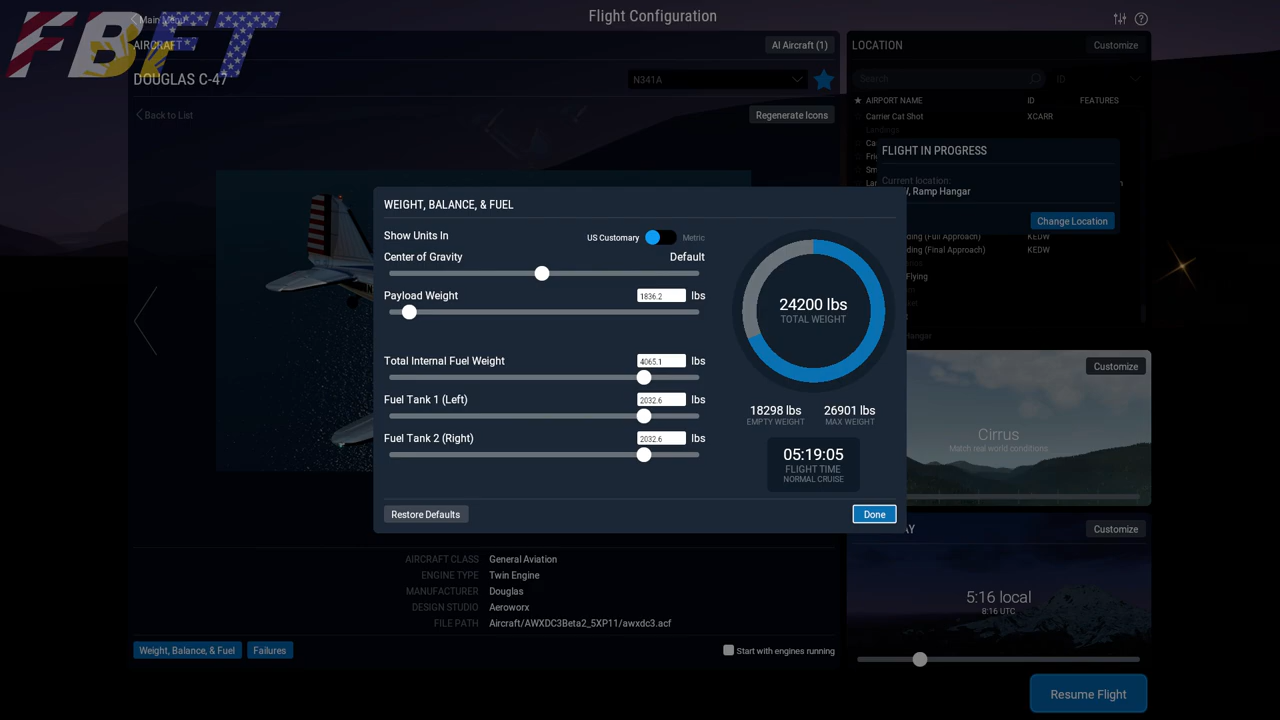 FBFT
Main Menu
Flight Configuration
AIRCRAFT
AI Aircraft (1)
LOCATION
Customize
DOUGLAS C-47
N341A
Search
ID
AIRPORT NAME
ID
FEATURES
Back to List
Regenerate Icons
Carrier Cat Shot
XCARR
Landings
FLIGHT IN PROGRESS
Current location:
Ramp Hangar
Change Location
(Full Approach)
KEDW
(Final Approach)
KEDW
Flying
WEIGHT, BALANCE, & FUEL
Show Units In
US Customary
Metric
Center of Gravity
Default
Payload Weight
1836.2
lbs
24200 lbs
TOTAL WEIGHT
Total Internal Fuel Weight
4065.1
lbs
Fuel Tank 1 (Left)
2032.6
lbs
Fuel Tank 2 (Right)
2032.6
lbs
18298 lbs
EMPTY WEIGHT
26901 lbs
MAX WEIGHT
05:19:05
FLIGHT TIME
NORMAL CRUISE
Restore Defaults
Done
Customize
Cirrus
Match real world conditions
Customize
5:16 local
8:16 UTC
AIRCRAFT CLASS
General Aviation
ENGINE TYPE
Twin Engine
MANUFACTURER
Douglas
DESIGN STUDIO
Aeroworx
FILE PATH
Aircraft/AWXDC3Beta2_5XP11/awxdc3.acf
Weight, Balance, & Fuel
Failures
Start with engines running
Resume Flight